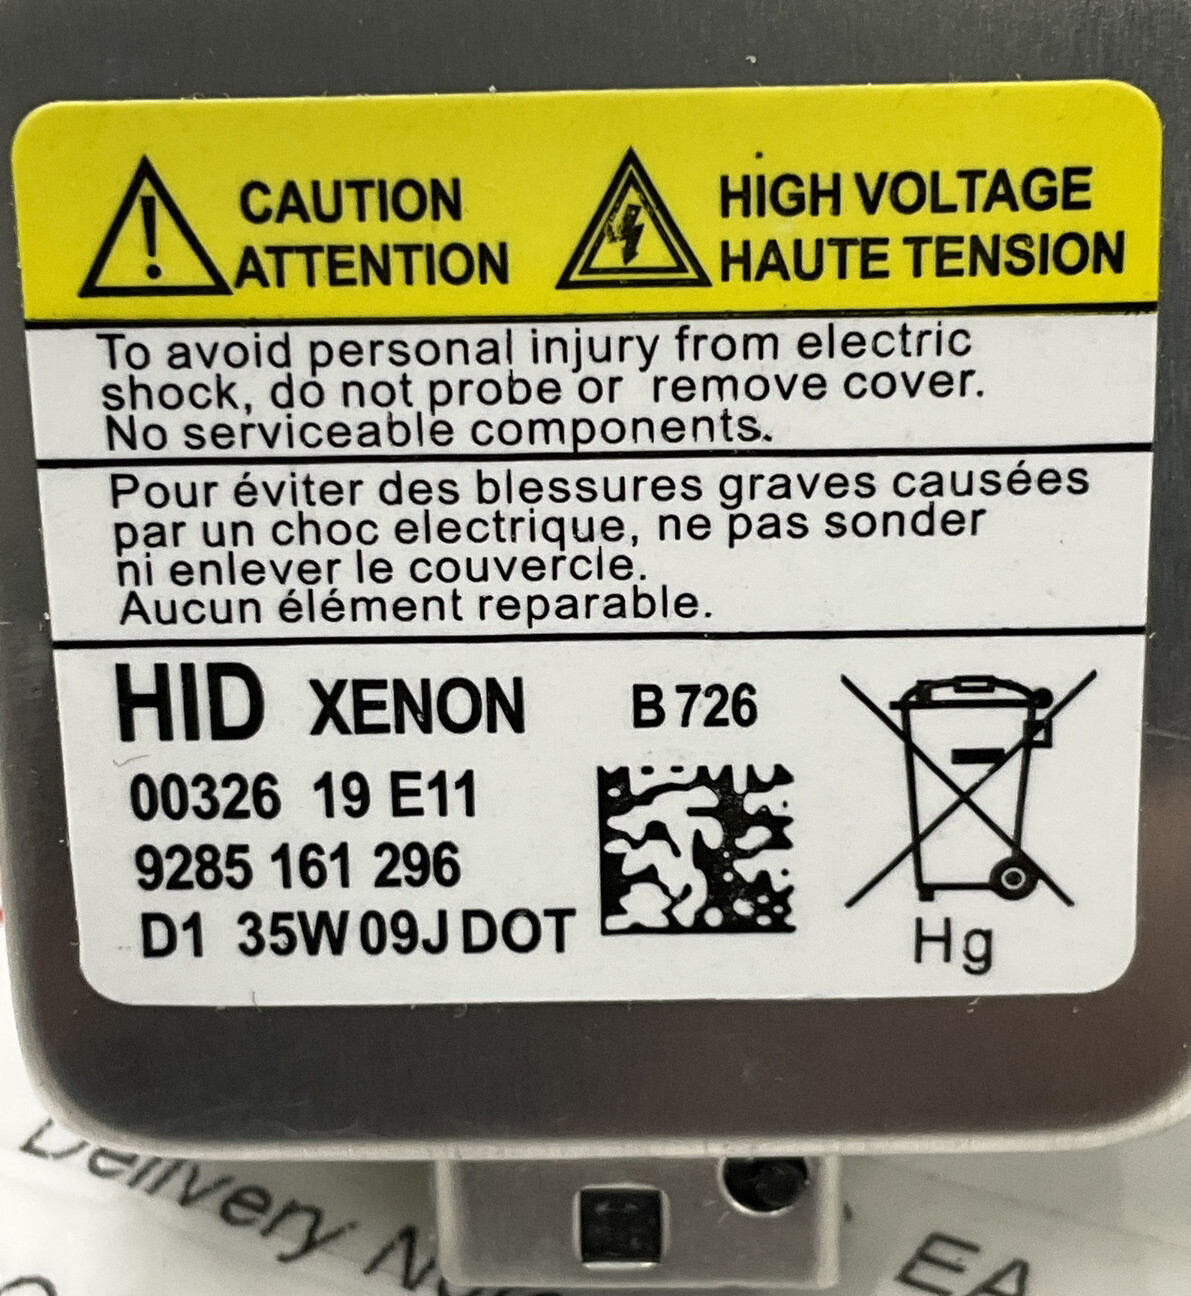 CAUTION
ATTENTION
HIGH VOLTAGE
HAUTE TENSION
To avoid personal injury from electric
shock, do not probe or remove cover.
No serviceable components.
Pour éviter des blessures graves causées
par un choc electrique, ne pas sonder
ni enlever le couvercle.
Aucun élément reparable.
HID XENON
B 726
00326 19 E11
9285 161 296
D1 35W 09J DOT
Hg
Delivery
EA